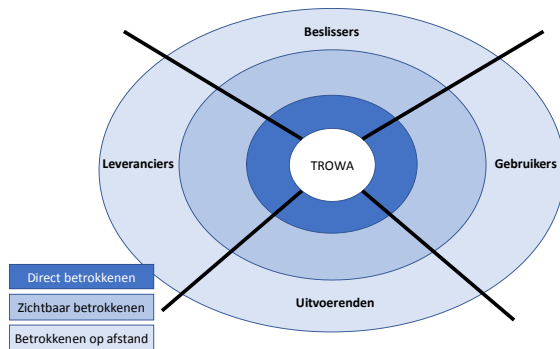 Beslissers
Leveranciers
TROWA
Gebruikers
Uitvoerenden
Direct betrokkenen
Zichtbaar betrokkenen
Betrokkenen op afstand